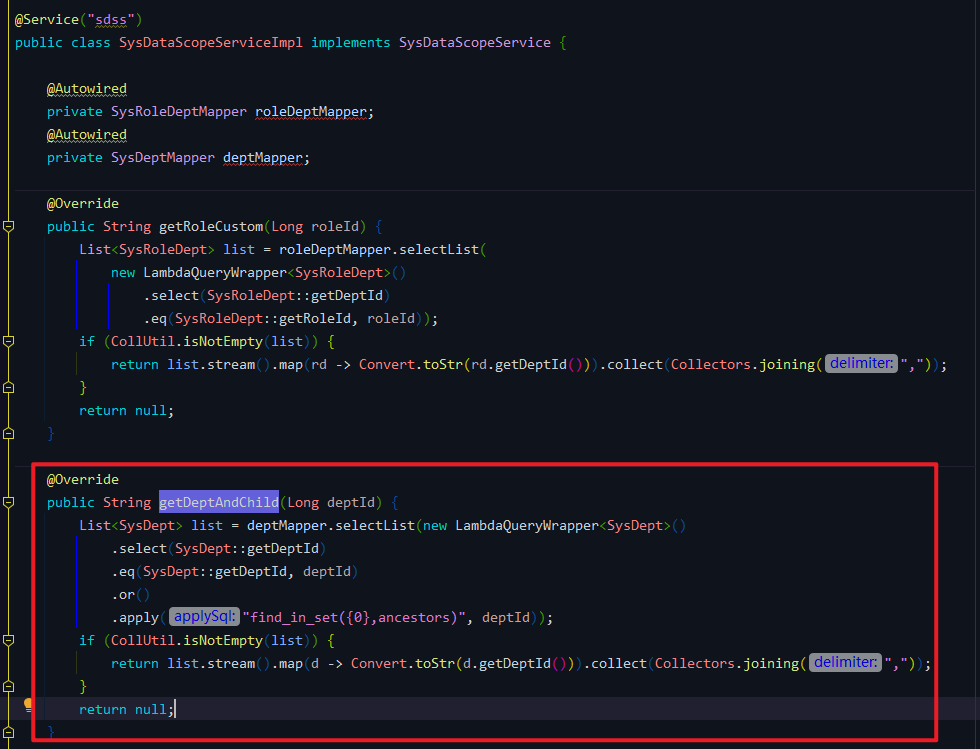 @Service("sdss")
public class SysDataScopeServiceImpl implements SysDataScopeService {
@Autowired
private SysRoleDeptMapper roleDeptMapper;
@Autowired
private SysDeptMapper deptMapper;
@Override
public String getRoleCustom(Long roleId) {
List<SysRoleDept> list = roleDeptMapper.selectList(
new LambdaQueryWrapper<SysRoleDept>()
.select(SysRoleDept::getDeptId)
.eq(SysRoleDept::getRoleId, roleId));
if (CollUtil.isNotEmpty(list)) {
return list.stream().map(rd -> Convert.toStr(rd.getDeptId())).collect(Collectors.joining( delimiter: ","));
}
return null;
}
@Override
public String getDeptAndChild(Long deptId) {
List<SysDept> list = deptMapper.selectList(new LambdaQueryWrapper<SysDept>()
.select(SysDept::getDeptId)
.eq(SysDept::getDeptId, deptId)
.or()
.apply( applySql: "find_in_set({0},ancestors)", deptId));
if (CollUtil.isNotEmpty(list)) {
return list.stream().map(d -> Convert.toStr(d.getDeptId())).collect(Collectors.joining( delimiter: ","));
}
return null;
}